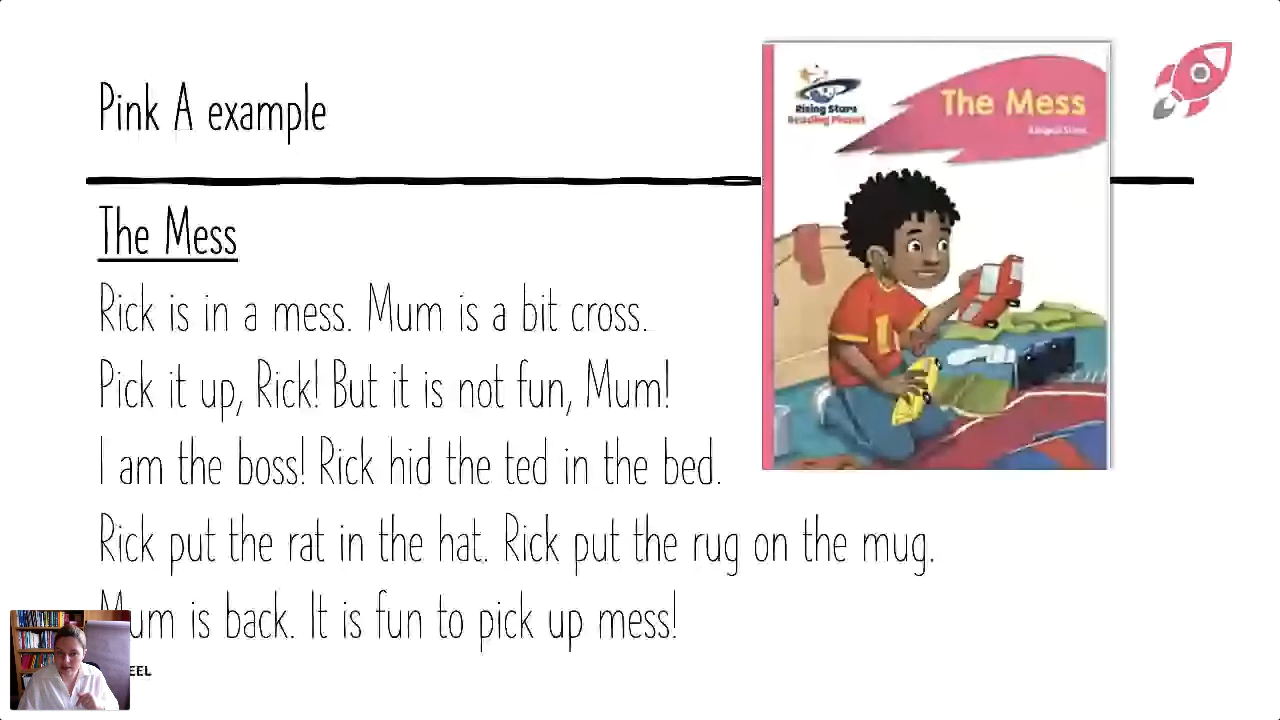 Pink A example
The Mess
Rick is in a mess. Mum is a bit cross.
Pick it up, Rick! But it is not fun, Mum!
I am the boss! Rick hid the ted in the bed.
Rick put the rat in the hat. Rick put the rug on the mug.
Mum is back. It is fun to pick up mess!
Rising Stars
Reading Planet
The Mess